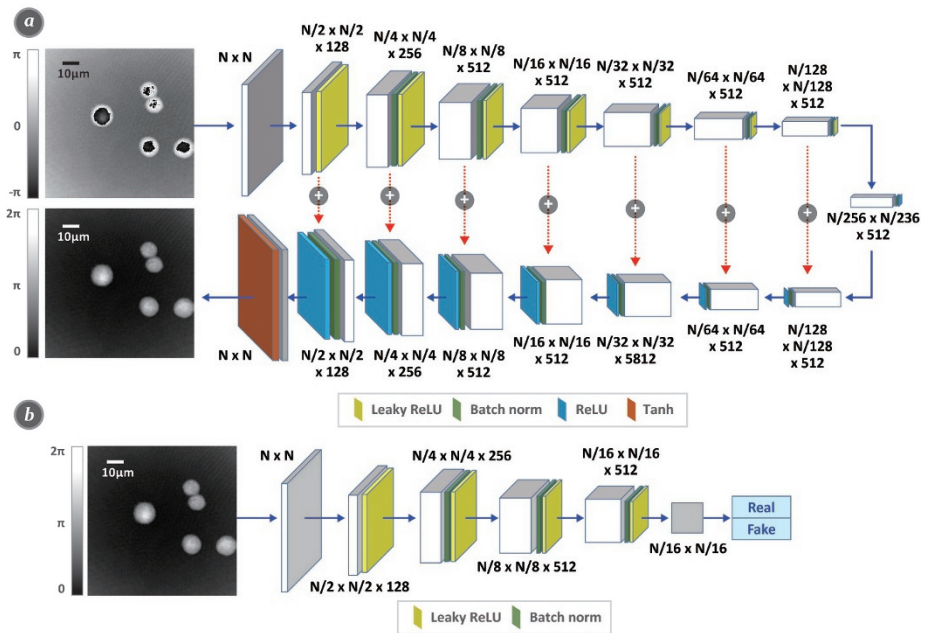 a
π
0
-π
10μm
N x N
N/2 x N/2
x 128
N/4 x N/4
x 256
N/8 x N/8
x 512
N/16 x N/16
x 512
N/32 x N/32
x 512
N/64 x N/64
x 512
N/128
x N/128
x 512
+
+
+
+
+
+
+
N/256 x N/236
x 512
2π
π
0
10μm
N x N
N/2 x N/2
x 128
N/4 x N/4
x 256
N/8 x N/8
x 512
N/16 x N/16
x 512
N/32 x N/32
x 5812
N/64 x N/64
x 512
N/128
x N/128
x 512
Leaky ReLU Batch norm ReLU Tanh
b
2π
π
0
10μm
N x N
N/2 x N/2 x 128
N/4 x N/4 x 256
N/8 x N/8 x 512
N/16 x N/16
x 512
N/16 x N/16
Real
Fake
Leaky ReLU Batch norm